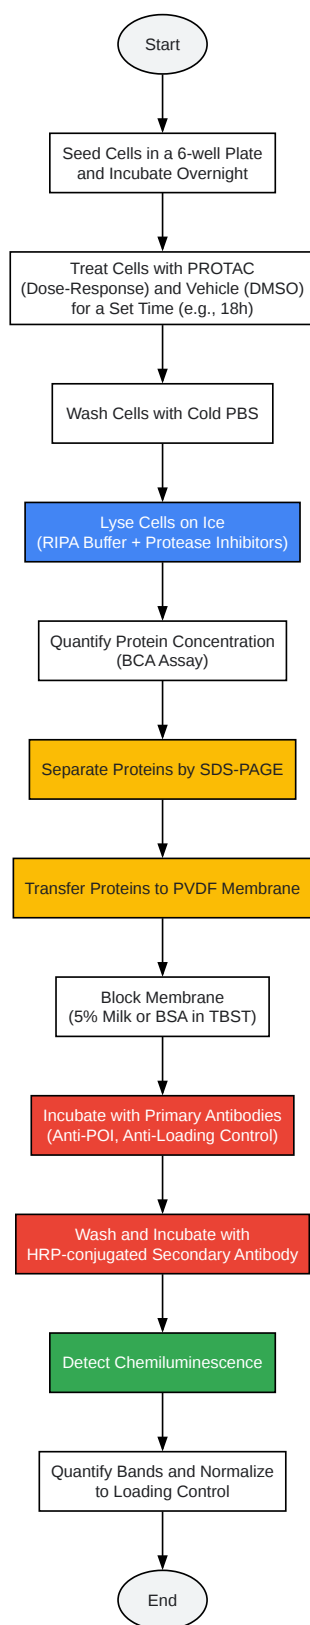 Start
Seed Cells in a 6-well Plate
and Incubate Overnight
Treat Cells with PROTAC
(Dose-Response) and Vehicle (DMSO)
for a Set Time (e.g., 18h)
Wash Cells with Cold PBS
Lyse Cells on Ice
(RIPA Buffer + Protease Inhibitors)
Quantify Protein Concentration
(BCA Assay)
Separate Proteins by SDS-PAGE
Transfer Proteins to PVDF Membrane
Block Membrane
(5% Milk or BSA in TBST)
Incubate with Primary Antibodies
(Anti-POI, Anti-Loading Control)
Wash and Incubate with
HRP-conjugated Secondary Antibody
Detect Chemiluminescence
Quantify Bands and Normalize
to Loading Control
End